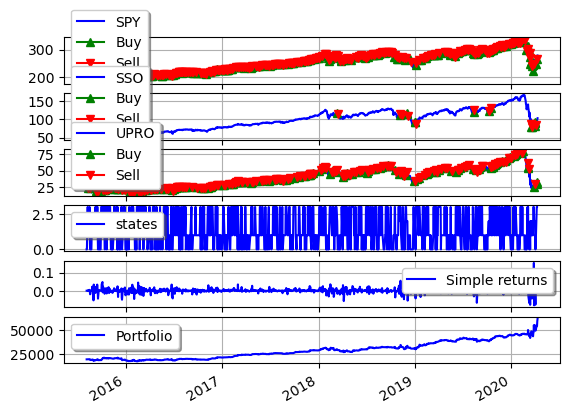 SPY
Buy
Sell
300
200
SSO
Buy
Sell
150
100
50
UPRO
Buy
Sell
75
50
25
states
2.5
0.0
Simple returns
0.1
0.0
Portfolio
50000
25000
2016
2017
2018
2019
2020